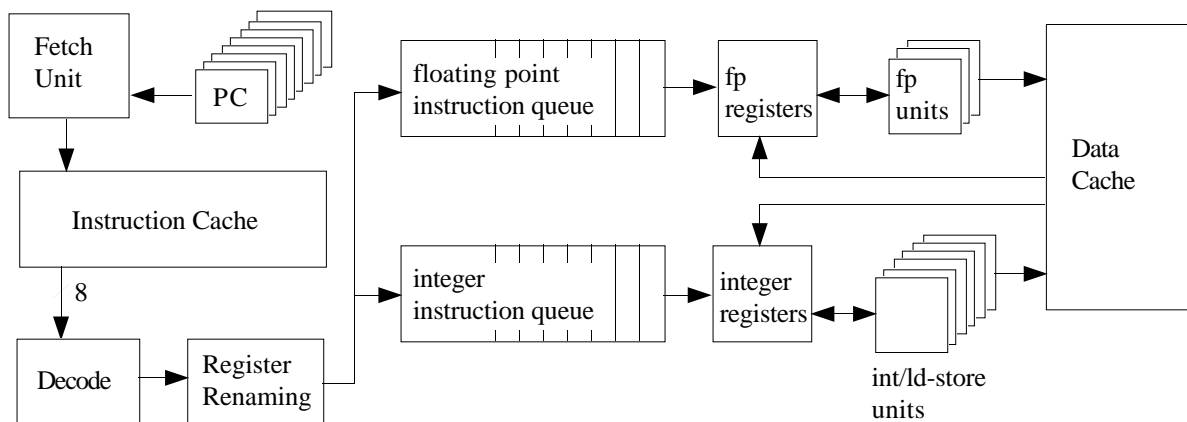 Fetch
Unit
PC
Instruction Cache
8
Decode
Register
Renaming
floating point
instruction queue
integer
instruction queue
fp
registers
fp
units
integer
registers
int/ld-store
units
Data
Cache